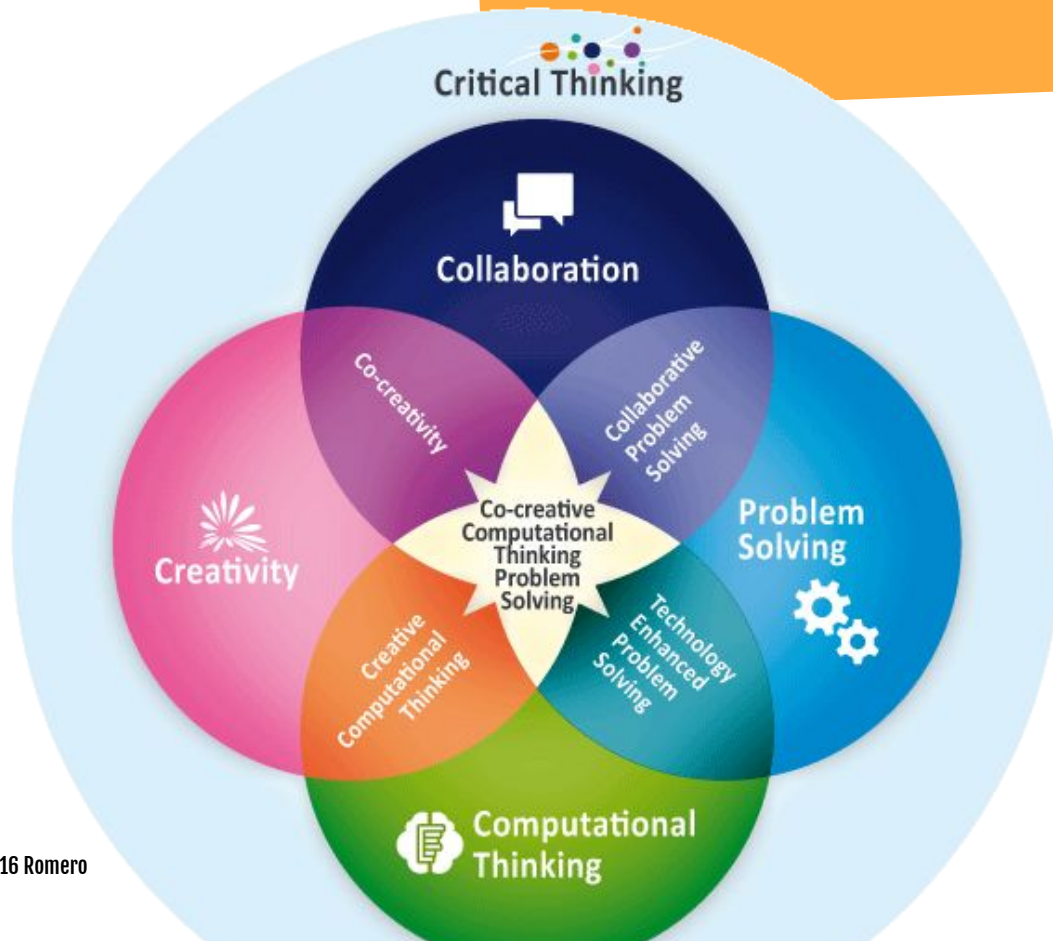 Critical Thinking
Collaboration
Co-creativity
Collaborative
Problem
Solving
Creativity
Co-creative
Computational
Thinking
Problem
Solving
Problem
Solving
Creative
Computational
Thinking
Technology
Enhanced
Problem
Solving
Computational
Thinking
16 Romero